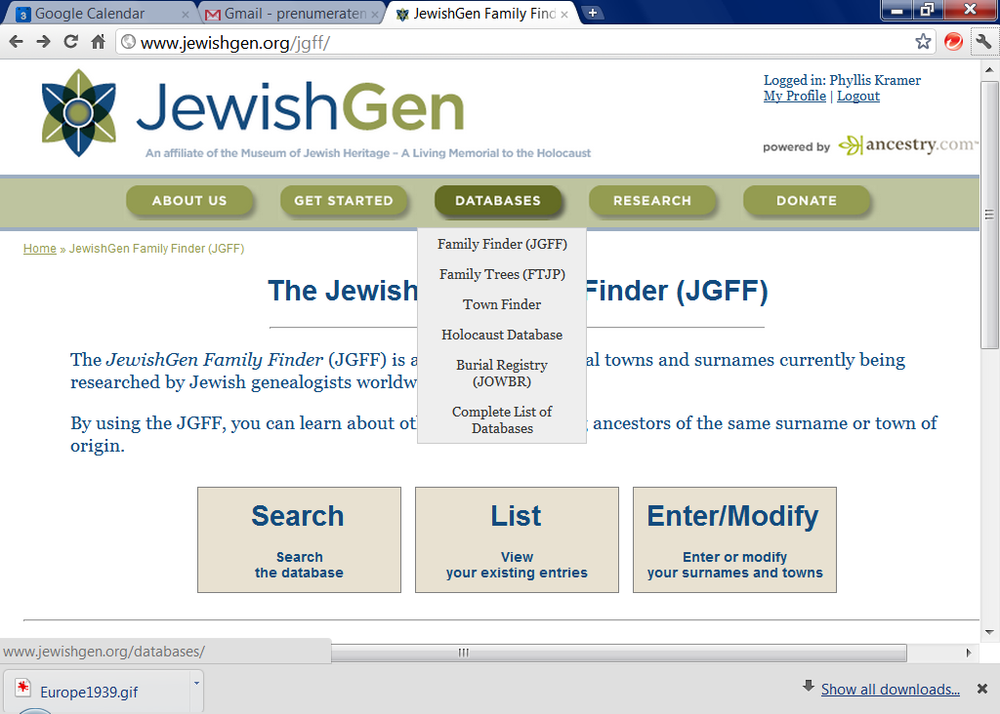 Google Calendar
Gmail - prenumeraten
JewishGen Family Find
www.jewishgen.org/jgff/
JewishGen
An affiliate of the Museum of Jewish Heritage – A Living Memorial to the Holocaust
Logged in: Phyllis Kramer
My Profile | Logout
powered by ancestry.com
ABOUT US GET STARTED DATABASES RESEARCH DONATE
Home » JewishGen Family Finder (JGFF)
Family Finder (JGFF)
Family Trees (FTJP)
Town Finder
Holocaust Database
Burial Registry
(JOWBR)
Complete List of
Databases
The Jewish Finder (JGFF)
The JewishGen Family Finder (JGFF) is a al towns and surnames currently being
researched by Jewish genealogists worldw
By using the JGFF, you can learn about ot ancestors of the same surname or town of
origin.
Search
Search
the database
List
View
your existing entries
Enter/Modify
Enter or modify
your surnames and towns
www.jewishgen.org/databases/
Europe1939.gif
Show all downloads...